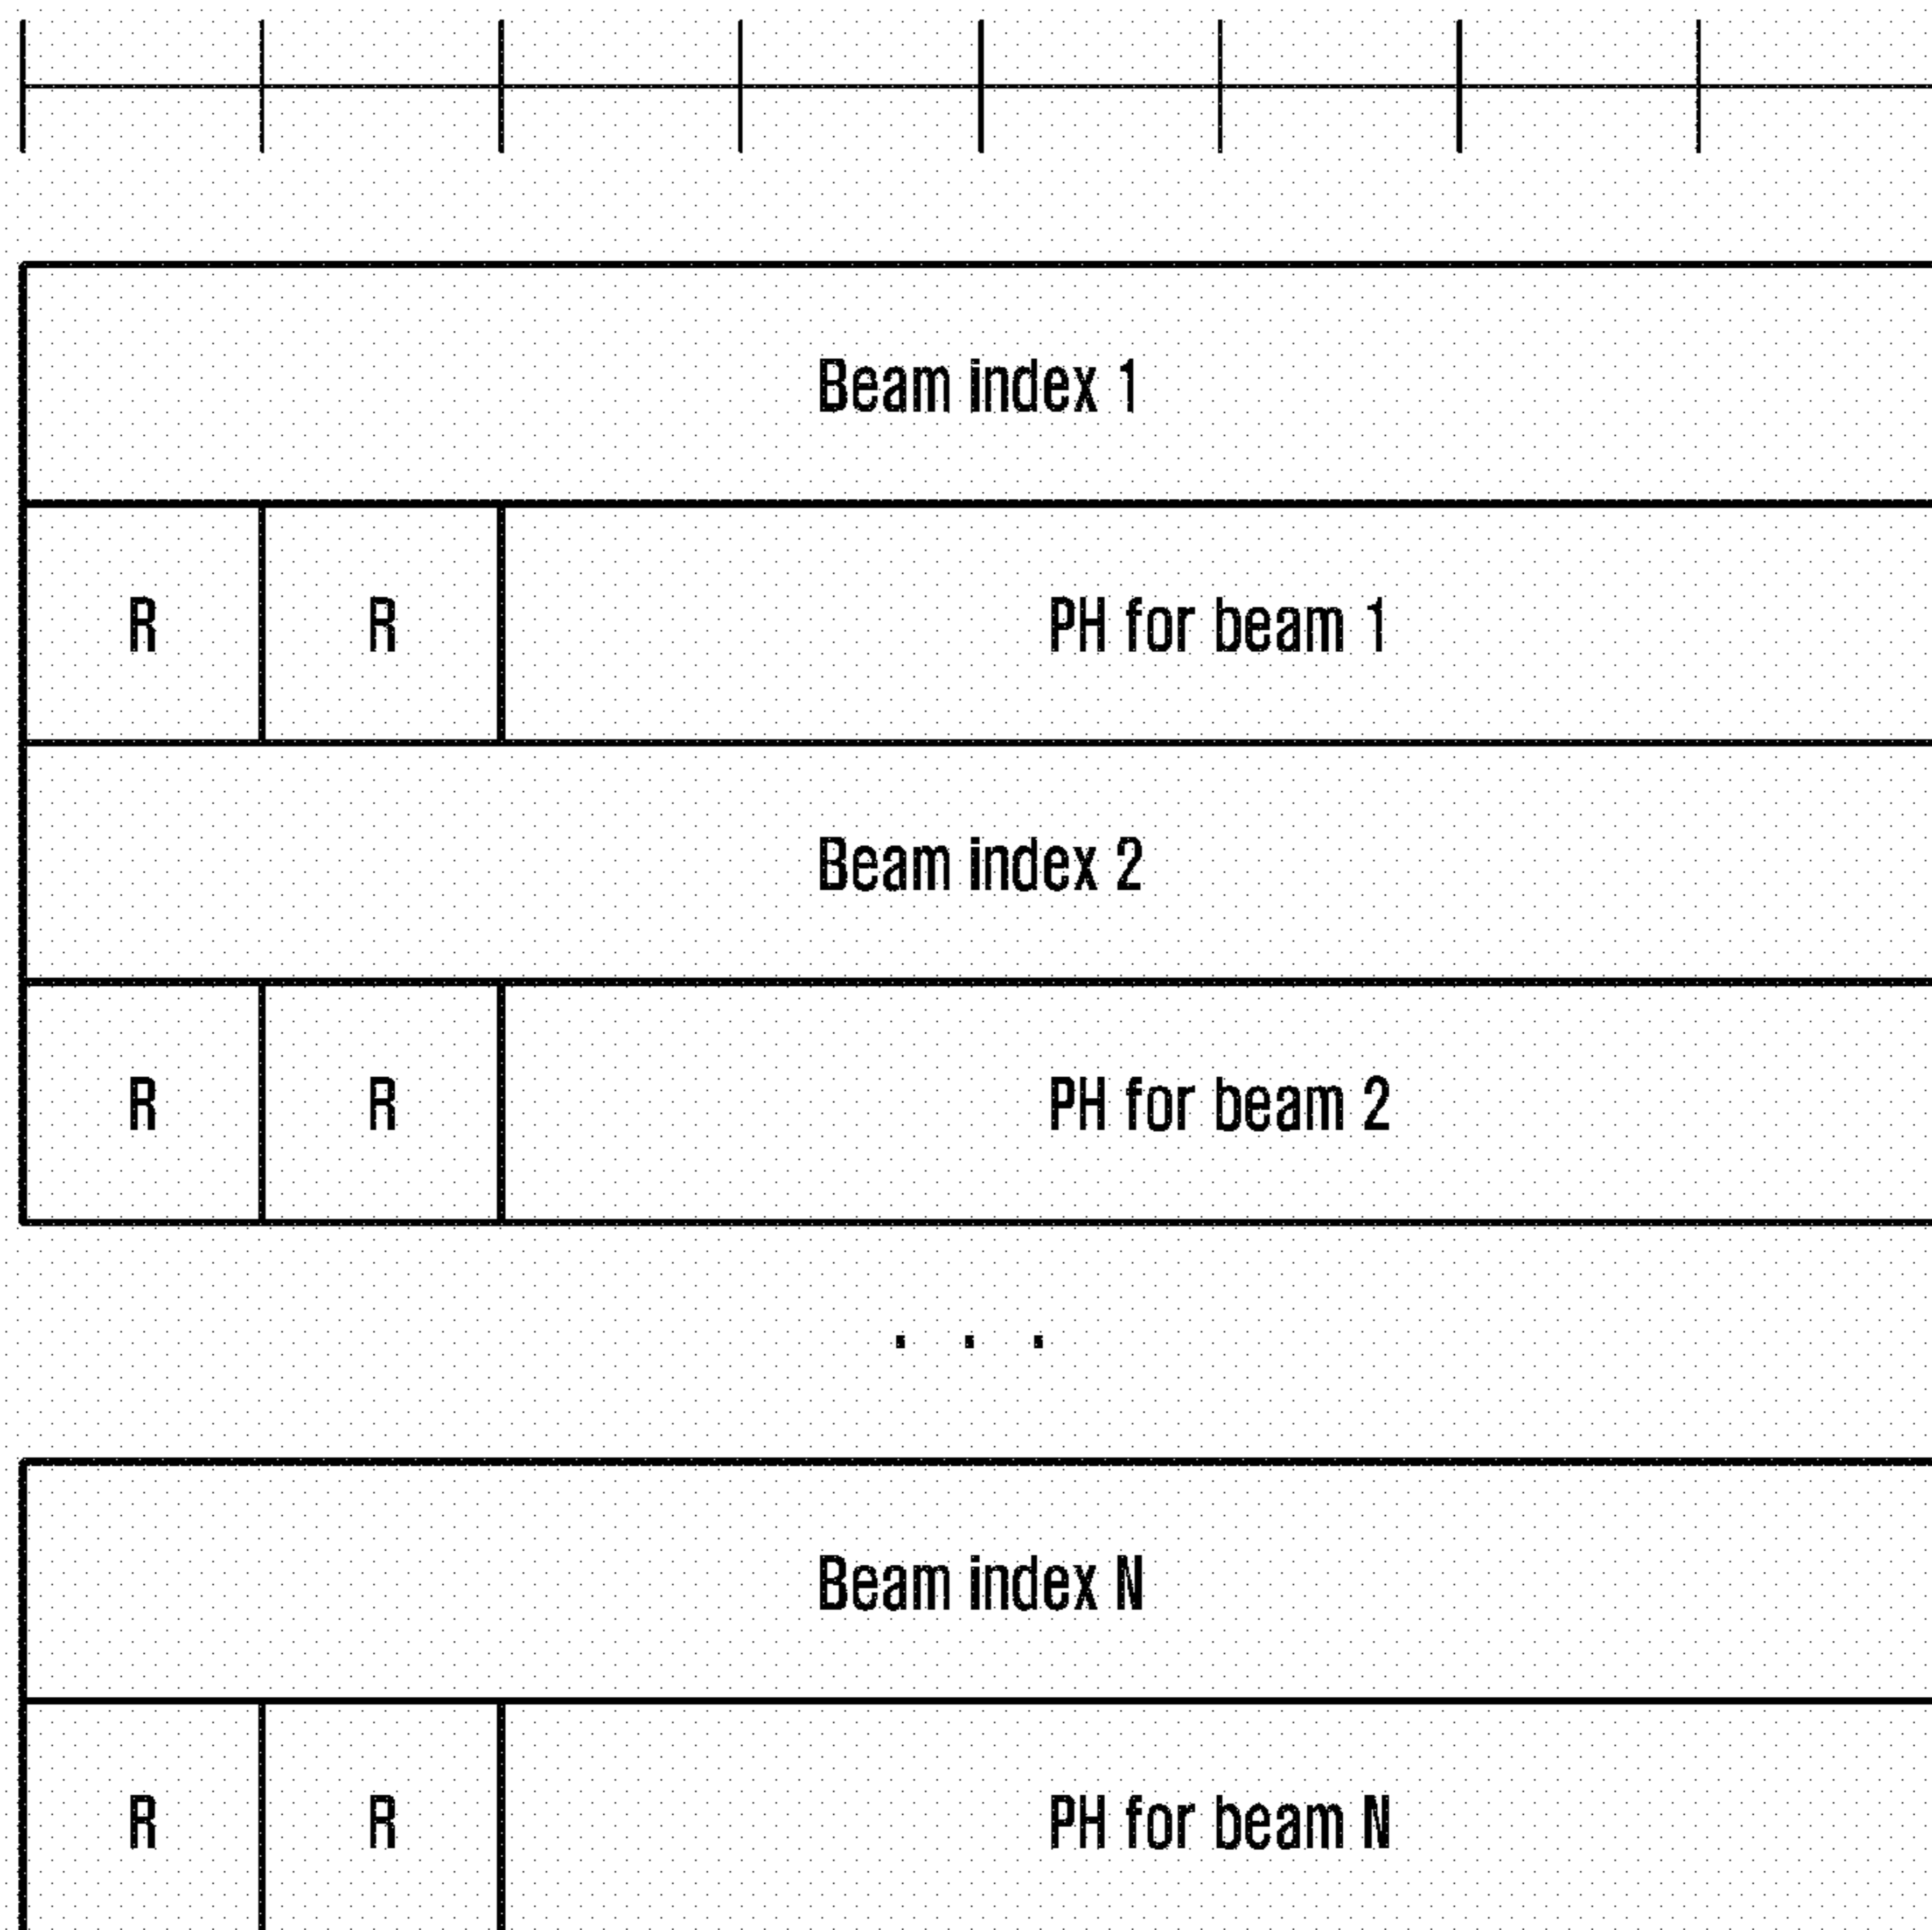 Beam index 1
R R PH for beam 1
Beam index 2
R R PH for beam 2
. . .
Beam index N
R R PH for beam N